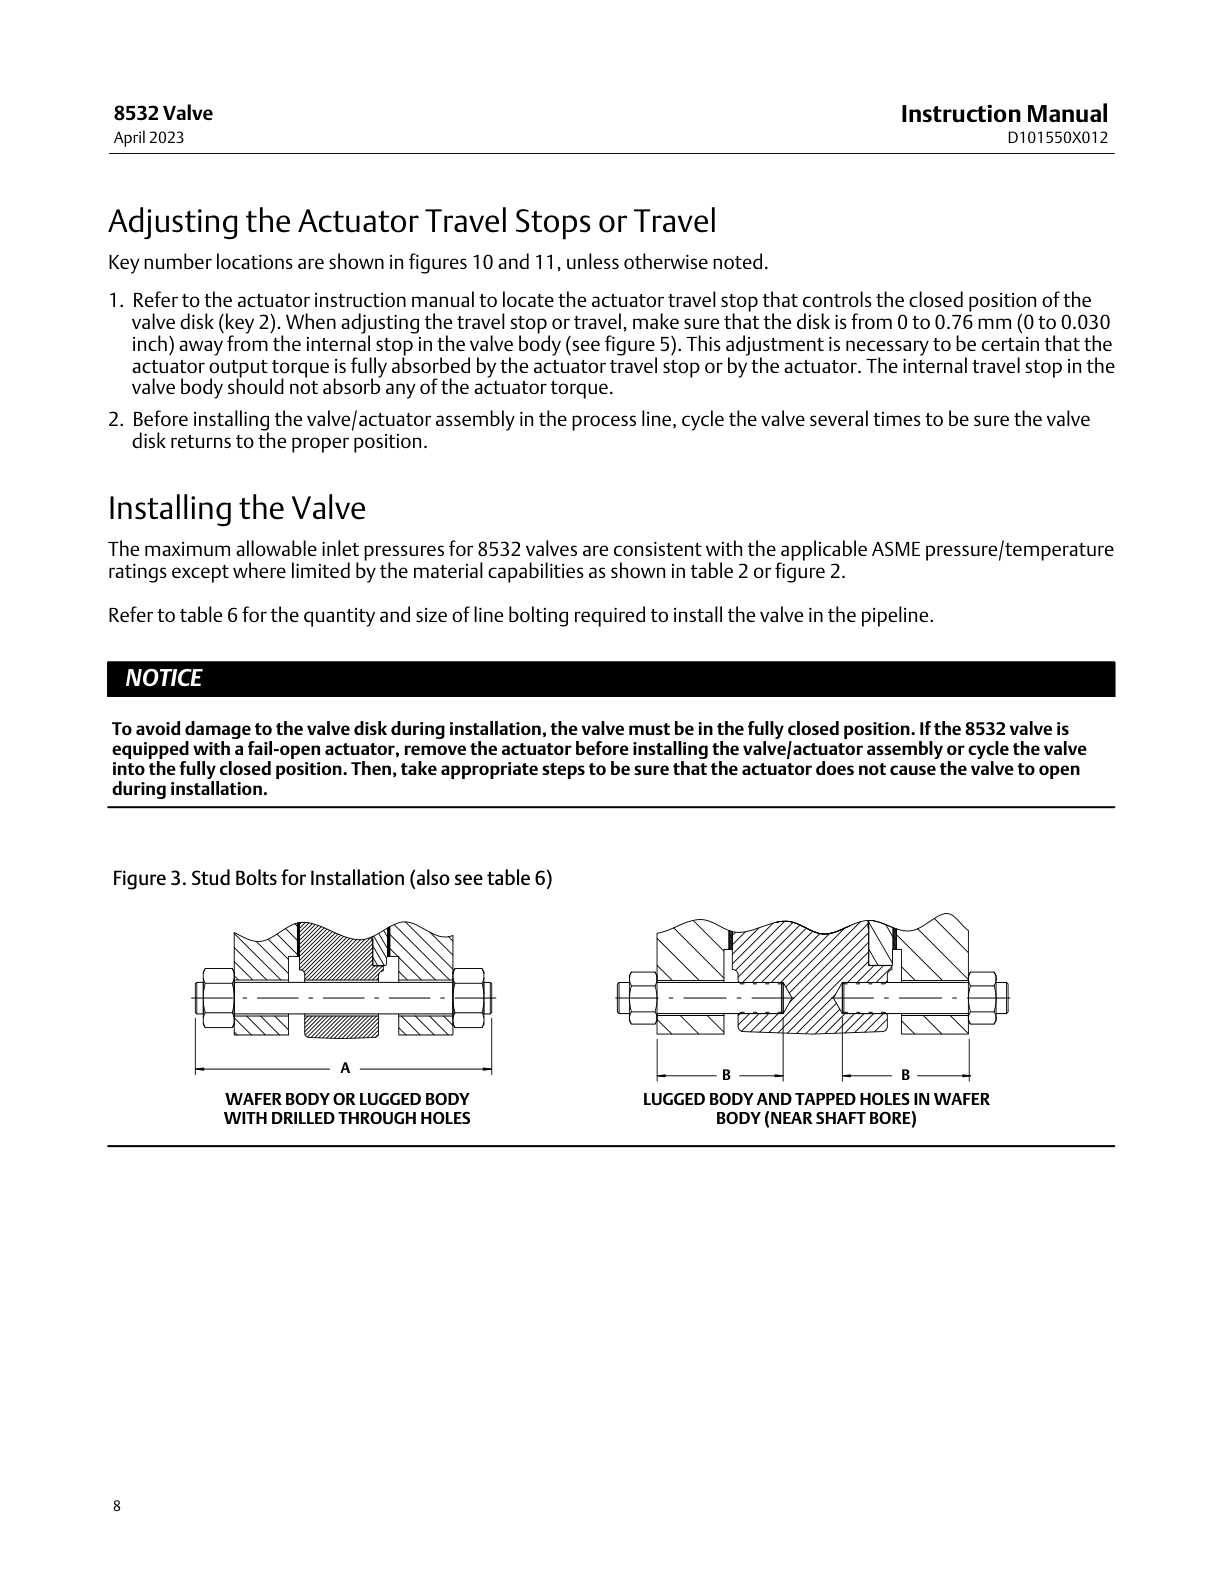 8532 Valve
April 2023
Instruction Manual
D101550X012
Adjusting the Actuator Travel Stops or Travel
Key number locations are shown in figures 10 and 11, unless otherwise noted.
1. Refer to the actuator instruction manual to locate the actuator travel stop that controls the closed position of the
valve disk (key 2). When adjusting the travel stop or travel, make sure that the disk is from 0 to 0.76 mm (0 to 0.030
inch) away from the internal stop in the valve body (see figure 5). This adjustment is necessary to be certain that the
actuator output torque is fully absorbed by the actuator travel stop or by the actuator. The internal travel stop in the
valve body should not absorb any of the actuator torque.
2. Before installing the valve/actuator assembly in the process line, cycle the valve several times to be sure the valve
disk returns to the proper position.
Installing the Valve
The maximum allowable inlet pressures for 8532 valves are consistent with the applicable ASME pressure/temperature
ratings except where limited by the material capabilities as shown in table 2 or figure 2.
Refer to table 6 for the quantity and size of line bolting required to install the valve in the pipeline.
NOTICE
To avoid damage to the valve disk during installation, the valve must be in the fully closed position. If the 8532 valve is
equipped with a fail-open actuator, remove the actuator before installing the valve/actuator assembly or cycle the valve
into the fully closed position. Then, take appropriate steps to be sure that the actuator does not cause the valve to open
during installation.
Figure 3. Stud Bolts for Installation (also see table 6)
A
WAFER BODY OR LUGGED BODY
WITH DRILLED THROUGH HOLES
B
B
LUGGED BODY AND TAPPED HOLES IN WAFER
BODY (NEAR SHAFT BORE)
8